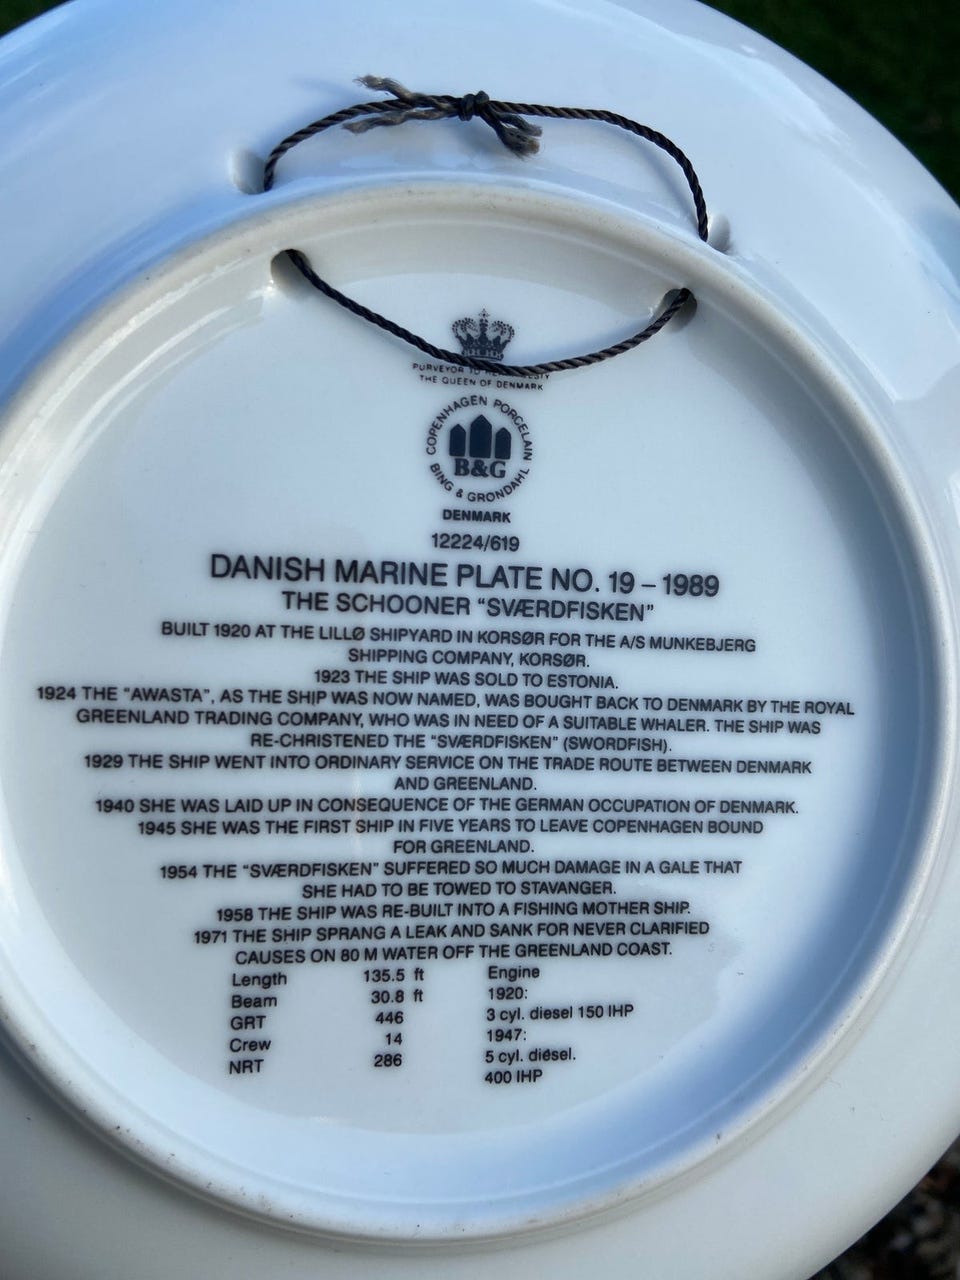 PURVEYOR TO HER MAJESTY
THE QUEEN OF DENMARK
COPENHAGEN PORCELAIN
B&G
BING & GRØNDAHL
DENMARK
12224/619
DANISH MARINE PLATE NO. 19 – 1989
THE SCHOONER “SVÆRDFISKEN”
BUILT 1920 AT THE LILLØ SHIPYARD IN KORSØR FOR THE A/S MUNKEBJERG
SHIPPING COMPANY, KORSØR.
1923 THE SHIP WAS SOLD TO ESTONIA.
1924 THE “AWASTA”, AS THE SHIP WAS NOW NAMED, WAS BOUGHT BACK TO DENMARK BY THE ROYAL
GREENLAND TRADING COMPANY, WHO WAS IN NEED OF A SUITABLE WHALER. THE SHIP WAS
RE-CHRISTENED THE “SVÆRDFISKEN” (SWORDFISH).
1929 THE SHIP WENT INTO ORDINARY SERVICE ON THE TRADE ROUTE BETWEEN DENMARK
AND GREENLAND.
1940 SHE WAS LAID UP IN CONSEQUENCE OF THE GERMAN OCCUPATION OF DENMARK.
1945 SHE WAS THE FIRST SHIP IN FIVE YEARS TO LEAVE COPENHAGEN BOUND
FOR GREENLAND.
1954 THE “SVÆRDFISKEN” SUFFERED SO MUCH DAMAGE IN A GALE THAT
SHE HAD TO BE TOWED TO STAVANGER.
1958 THE SHIP WAS RE-BUILT INTO A FISHING MOTHER SHIP.
1971 THE SHIP SPRANG A LEAK AND SANK FOR NEVER CLARIFIED
CAUSES ON 80 M WATER OFF THE GREENLAND COAST.
Length 135.5 ft Engine
Beam 30.8 ft 1920:
GRT 446 3 cyl. diesel 150 IHP
Crew 14 1947:
NRT 286 5 cyl. diesel.
400 IHP